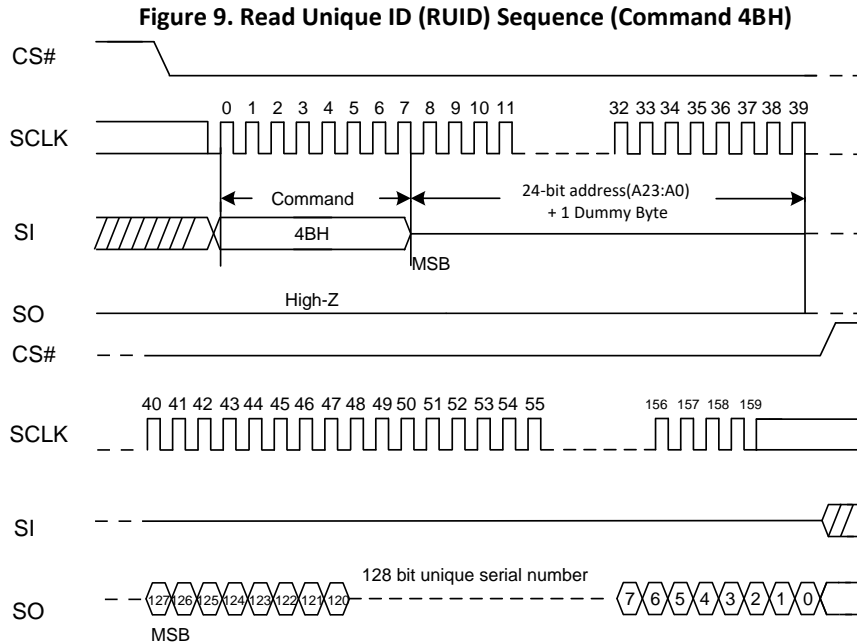 Figure 9. Read Unique ID (RUID) Sequence (Command 4BH)
CS#
0 1 2 3 4 5 6 7 8 9 10 11 32 33 34 35 36 37 38 39
SCLK
Command
24-bit address(A23:A0)
+ 1 Dummy Byte
SI
4BH
MSB
High-Z
SO
CS#
40 41 42 43 44 45 46 47 48 49 50 51 52 53 54 55 156 157 158 159
SCLK
SI
128 bit unique serial number
SO
127 126 125 124 123 122 121 120 7 6 5 4 3 2 1 0
MSB